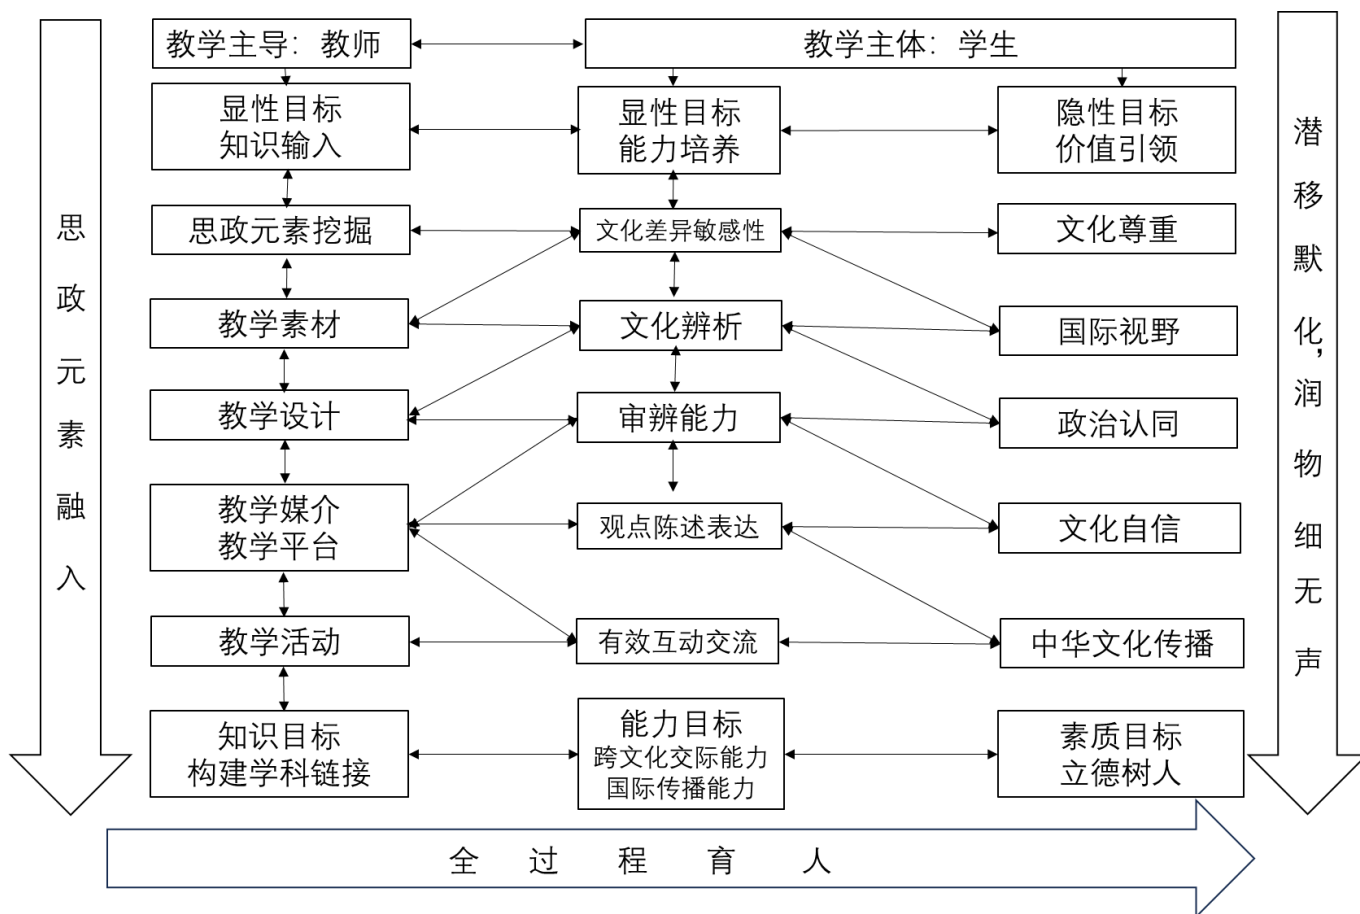 教学主导：教师
教学主体：学生
显性目标
知识输入
显性目标
能力培养
隐性目标
价值引领
思政元素挖掘
文化差异敏感性
文化尊重
教学素材
文化辨析
国际视野
教学设计
审辨能力
政治认同
教学媒介
教学平台
观点陈述表达
文化自信
教学活动
有效互动交流
中华文化传播
知识目标
构建学科链接
能力目标
跨文化交际能力
国际传播能力
素质目标
立德树人
思政元素融入
潜移默化，润物细无声
全过程育人